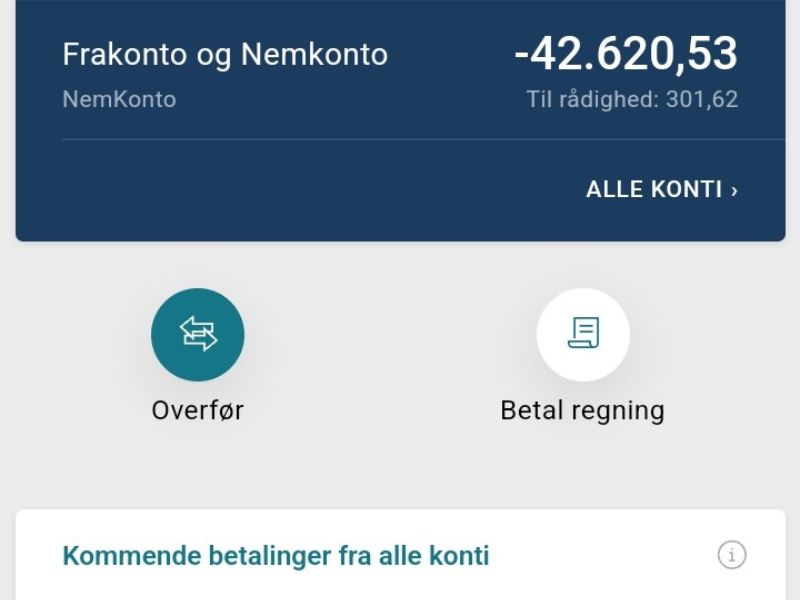 Frakonto og Nemkonto -42.620,53
NemKonto Til rådighed: 301,62
ALLE KONTI ›
Overfør Betal regning
Kommende betalinger fra alle konti